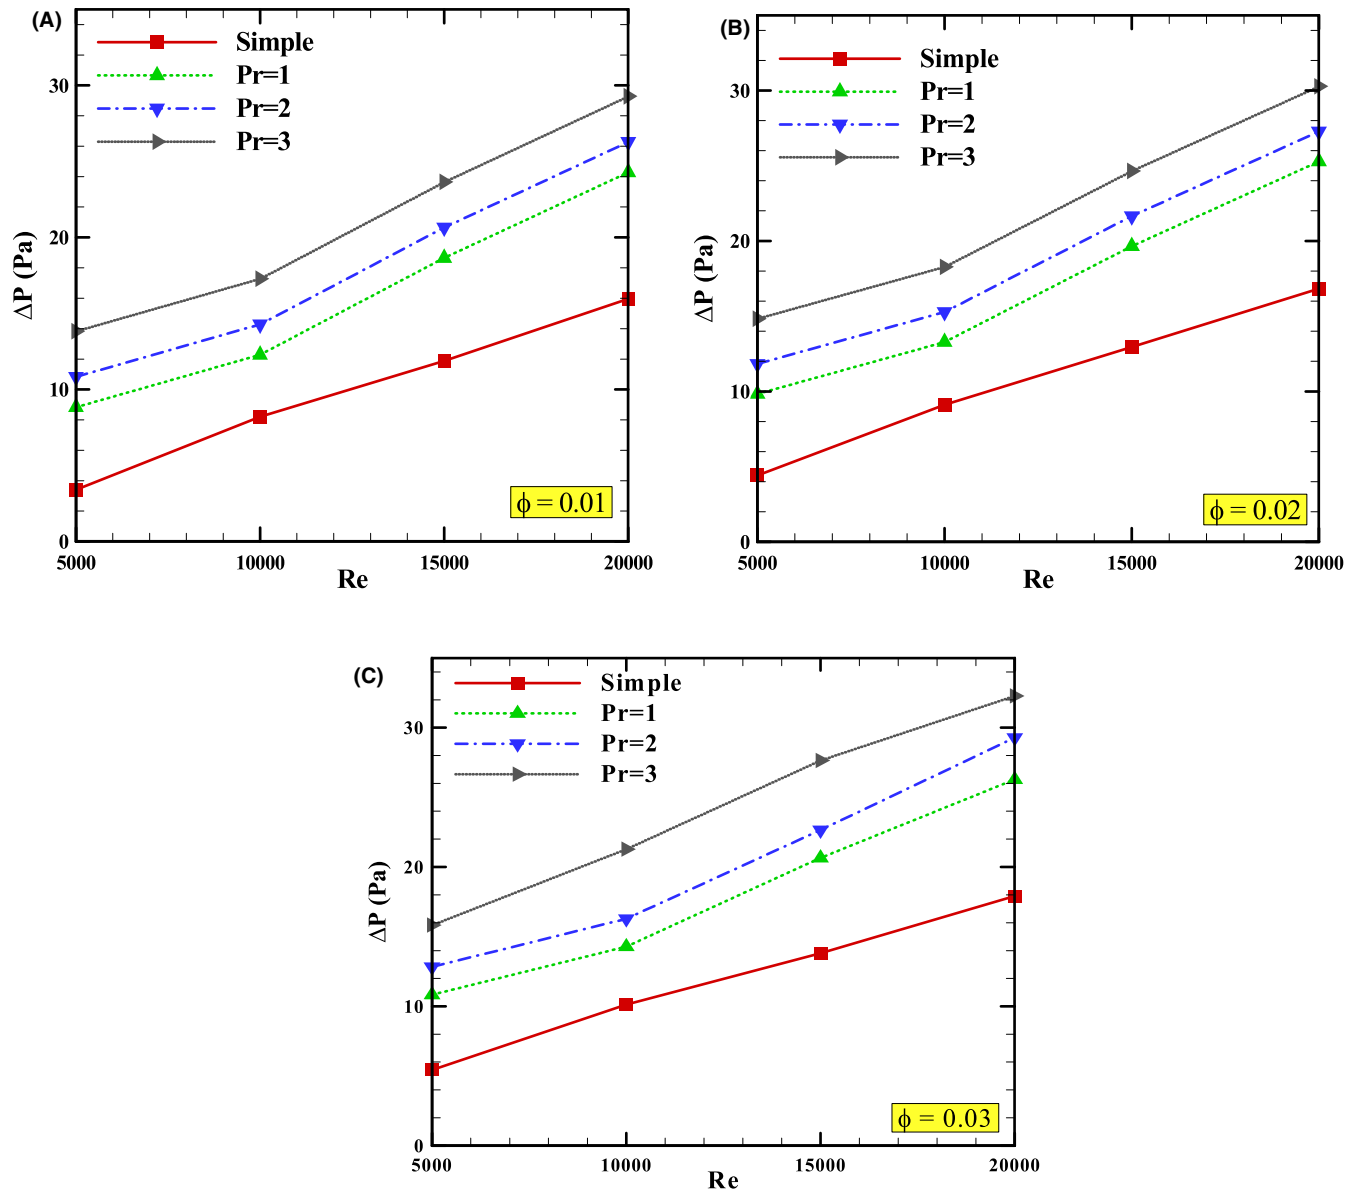 (A)
Simple
Pr=1
Pr=2
Pr=3
ΔP (Pa)
30
20
10
0
5000 10000 15000 20000
Re
ϕ = 0.01
(B)
Simple
Pr=1
Pr=2
Pr=3
ΔP (Pa)
30
20
10
0
5000 10000 15000 20000
Re
ϕ = 0.02
(C)
Simple
Pr=1
Pr=2
Pr=3
ΔP (Pa)
30
20
10
0
5000 10000 15000 20000
Re
ϕ = 0.03